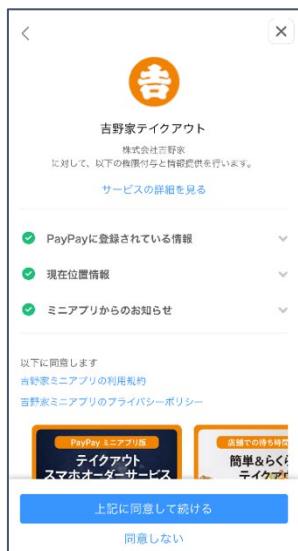 吉
吉野家テイクアウト
株式会社吉野家
に対して、以下の権限付与と情報提供を行います。
サービスの詳細を見る
PayPayに登録されている情報
現在位置情報
ミニアプリからのお知らせ
以下に同意します
吉野家ミニアプリの利用規約
吉野家ミニアプリのプライバシーポリシー
PayPay ミニアプリ版
テイクアウト
スマホオーダーサービス
店舗での待ち時間
簡単&らくら
テイクアウ
上記に同意して続ける
同意しない